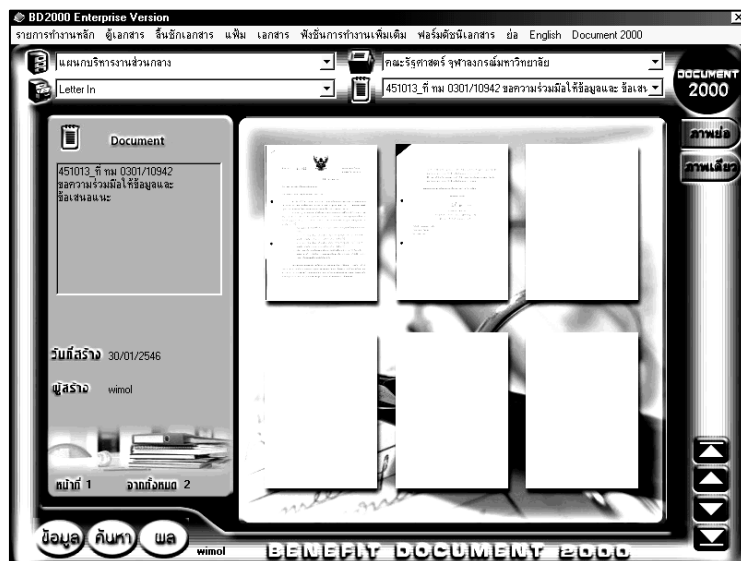 BD2000 Enterprise Version
รายการทำงานหลัก ตู้เอกสาร ลิ้นชักเอกสาร แฟ้ม เอกสาร ฟังชั่นการทำงานเพิ่มเติม ฟอร์มดัชนีเอกสาร ย่อ English Document 2000
แผนกบริหารงานส่วนกลาง
คณะรัฐศาสตร์ จุฬาลงกรณ์มหาวิทยาลัย
Letter In
451013_ที่ ทม 0301/10942 ขอความร่วมมือให้ข้อมูลและ ข้อเสน
DOCUMENT
2000
ภาพย่อ
ภาพเดียว
Document
451013_ที่ ทม 0301/10942
ขอความร่วมมือให้ข้อมูลและ
ข้อเสนอแนะ
วันที่สร้าง 30/01/2546
ผู้สร้าง wimol
หน้าที่ 1 จากทั้งหมด 2
ข้อมูล ค้นหา ผล wimol
BENEFIT DOCUMENT 2000